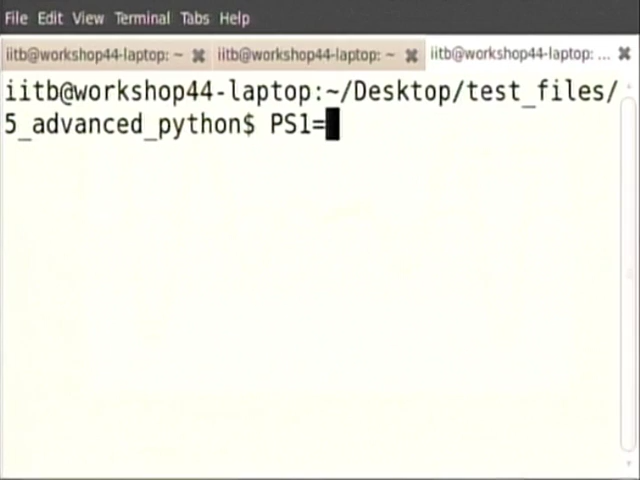 File Edit View Terminal Tabs Help
iitb@workshop44-laptop: ~ iitb@workshop44-laptop: ~ iitb@workshop44-laptop: ...
iitb@workshop44-laptop:~/Desktop/test_files/
5_advanced_python$ PS1=